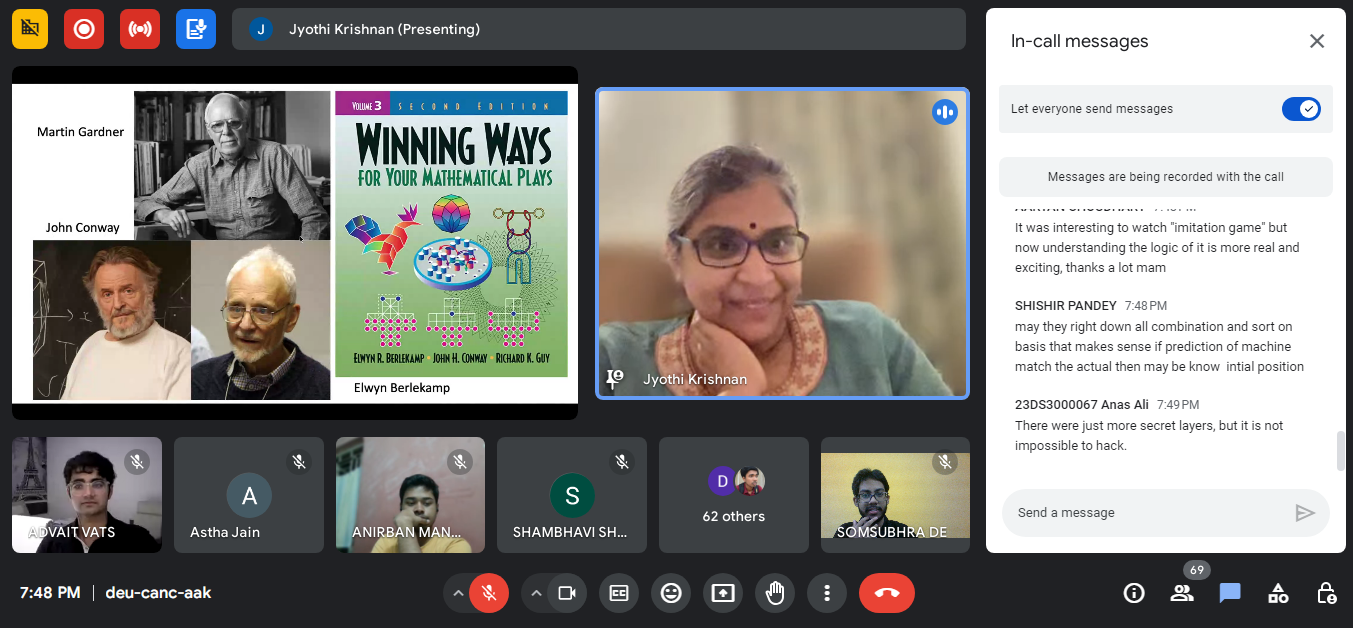 J Jyothi Krishnan (Presenting)
Martin Gardner
John Conway
VOLUME 3 SECOND EDITION
WINNING WAYS
FOR YOUR MATHEMATICAL PLAYS
ELWYN R. BERLEKAMP • JOHN H. CONWAY • RICHARD K. GUY
Elwyn Berlekamp
Jyothi Krishnan
ADVAIT VATS
A
Astha Jain
ANIRBAN MAN...
S
SHAMBHAVI SH...
D
62 others
SOMSUBHRA DE
7:48 PM | deu-canc-aak
69
In-call messages
Let everyone send messages
Messages are being recorded with the call
It was interesting to watch "imitation game" but
now understanding the logic of it is more real and
exciting, thanks a lot mam
SHISHIR PANDEY 7:48 PM
may they right down all combination and sort on
basis that makes sense if prediction of machine
match the actual then may be know intial position
23DS3000067 Anas Ali 7:49 PM
There were just more secret layers, but it is not
impossible to hack.
Send a message